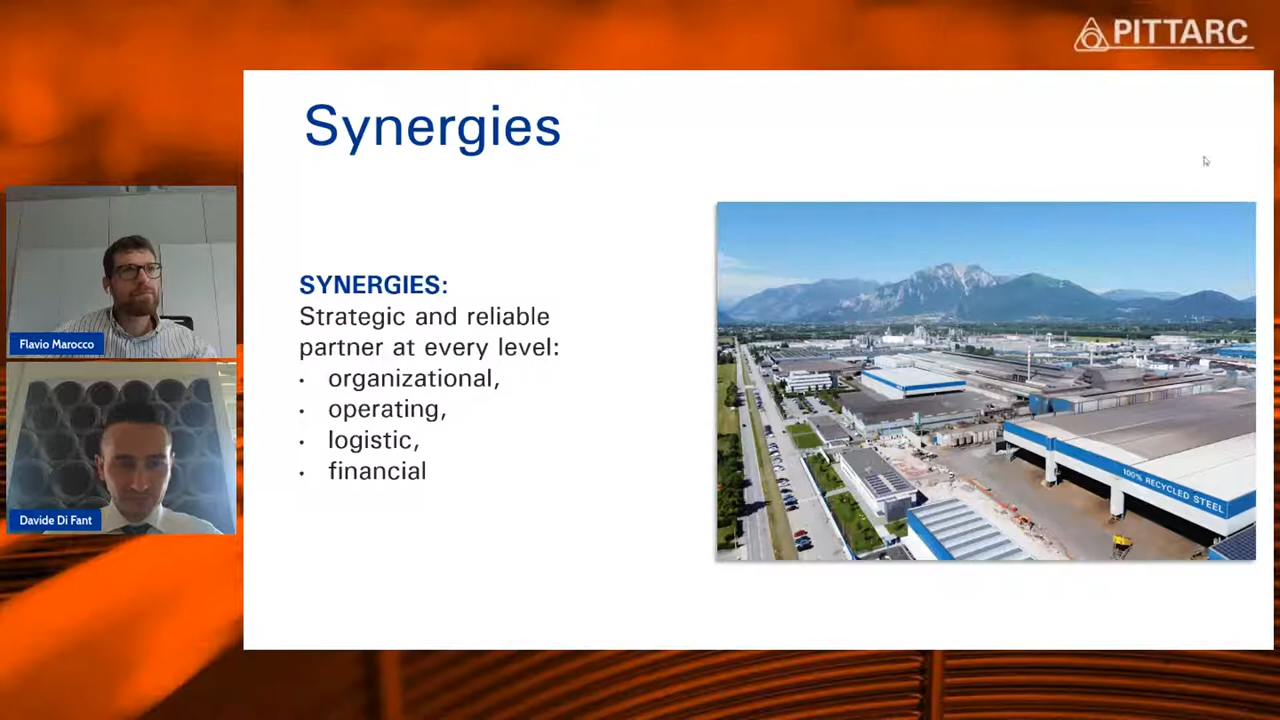 PITTARC
Synergies
SYNERGIES:
Strategic and reliable
partner at every level:
• organizational,
• operating,
• logistic,
• financial
100% RECYCLED STEEL
Flavio Marocco
Davide Di Fant